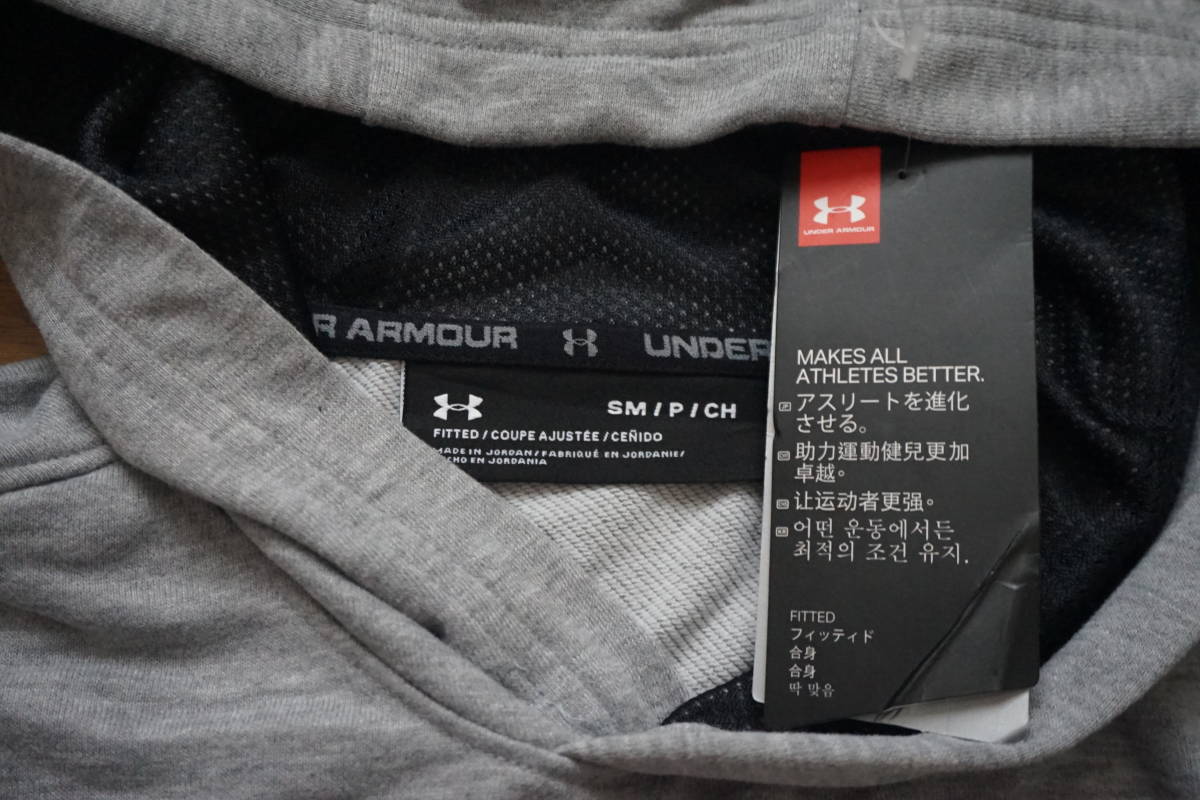 UNDER ARMOUR
R ARMOUR
UNDER
SM / P / CH
FITTED / COUPE AJUSTÉE / CEÑIDO
MADE IN JORDAN / FABRIQUÉ EN JORDANIE /
CHO EN JORDANIA
MAKES ALL
ATHLETES BETTER.
JP アスリートを進化
させる。
助力運動健兒更加
卓越。
让运动者更强。
KR 어떤 운동에서든
최적의 조건 유지.
FITTED
フィッティド
合身
合身
딱 맞음